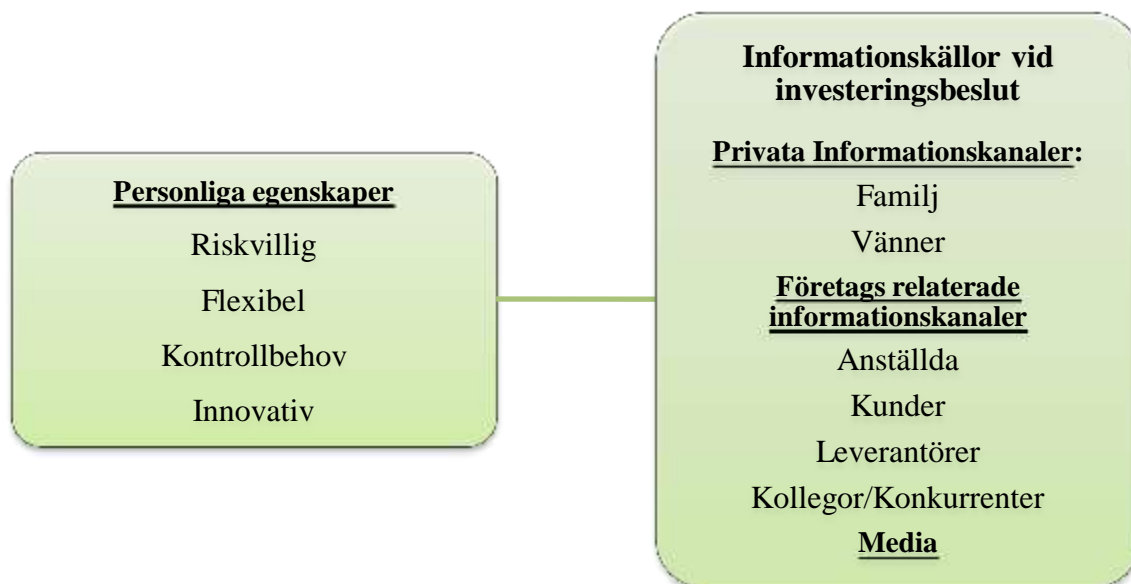 Personliga egenskaper
Riskvillig
Flexibel
Kontrollbehov
Innovativ
Informationskällor vid
investeringsbeslut
Privata Informationskanaler:
Familj
Vänner
Företags relaterade
informationskanaler
Anställda
Kunder
Leverantörer
Kollegor/Konkurrenter
Media